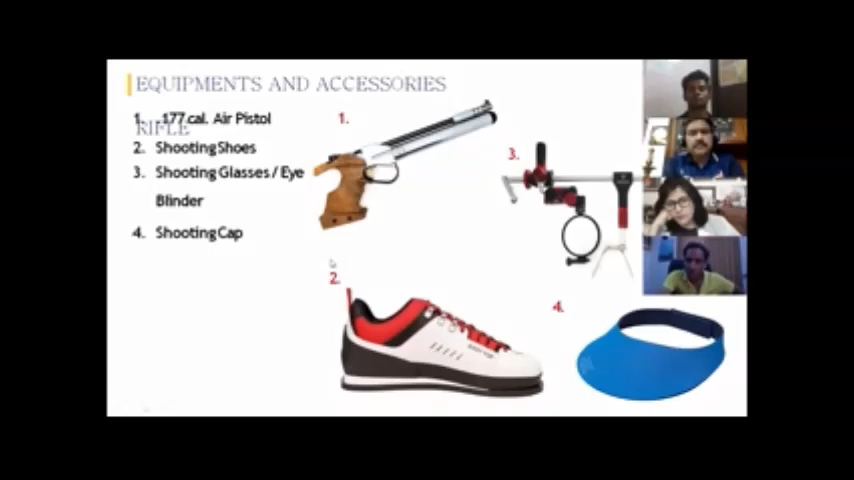 EQUIPMENTS AND ACCESSORIES
RIFLE
1. .177 cal. Air Pistol
2. Shooting Shoes
3. Shooting Glasses / Eye
Blinder
4. Shooting Cap
1.
3.
2.
4.